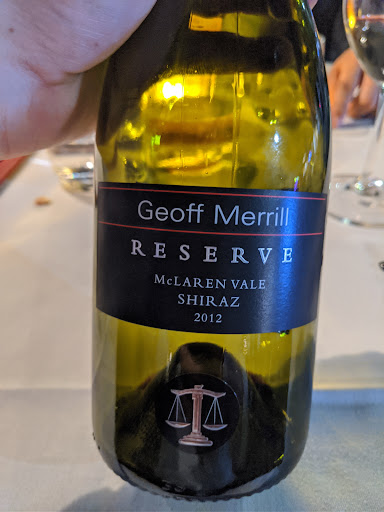 Geoff Merrill
RESERVE
McLAREN VALE
SHIRAZ
2012